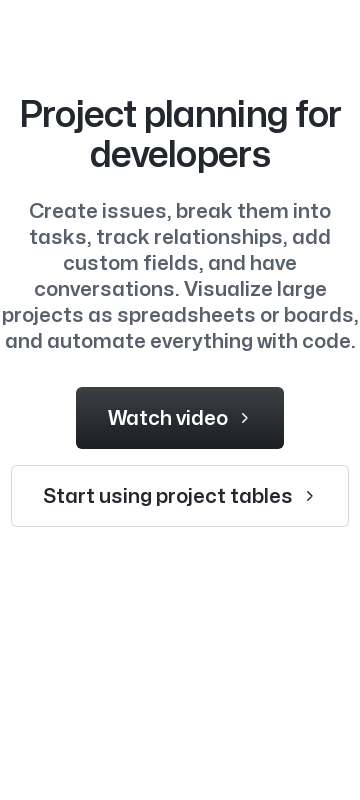 Project planning for
developers
Create issues, break them into
tasks, track relationships, add
custom fields, and have
conversations. Visualize large
projects as spreadsheets or boards,
and automate everything with code.
Watch video
Start using project tables